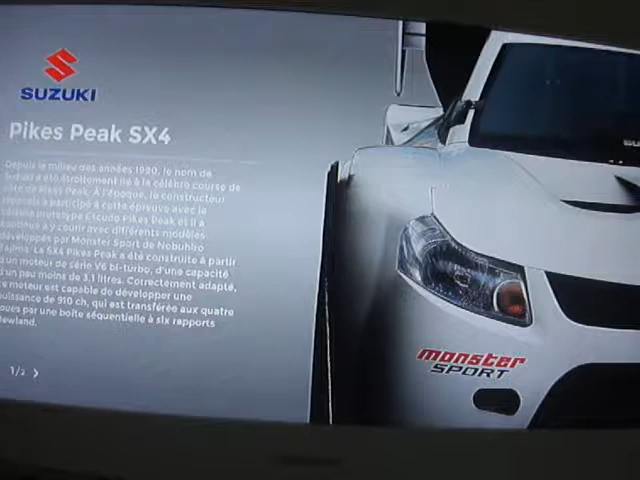 SUZUKI
Pikes Peak SX4
Depuis le milieu des années 1990, le nom de
Suzuki a été étroitement lié à la célèbre course de
côte de Pikes Peak. À l'époque, le constructeur
japonais a participé à cette épreuve avec le
célèbre prototype Escudo Pikes Peak et il a
continué à y courir avec différents modèles
développés par Monster Sport de Nobuhiro
Tajima. La SX4 Pikes Peak a été construite à partir
d'un moteur de série V6 bi-turbo, d'une capacité
d'un peu moins de 3.1 litres. Correctement adapté,
ce moteur est capable de développer une
puissance de 910 ch, qui est transférée aux quatre
roues par une boîte séquentielle à six rapports
Hewland.
1/2
monster
SPORT